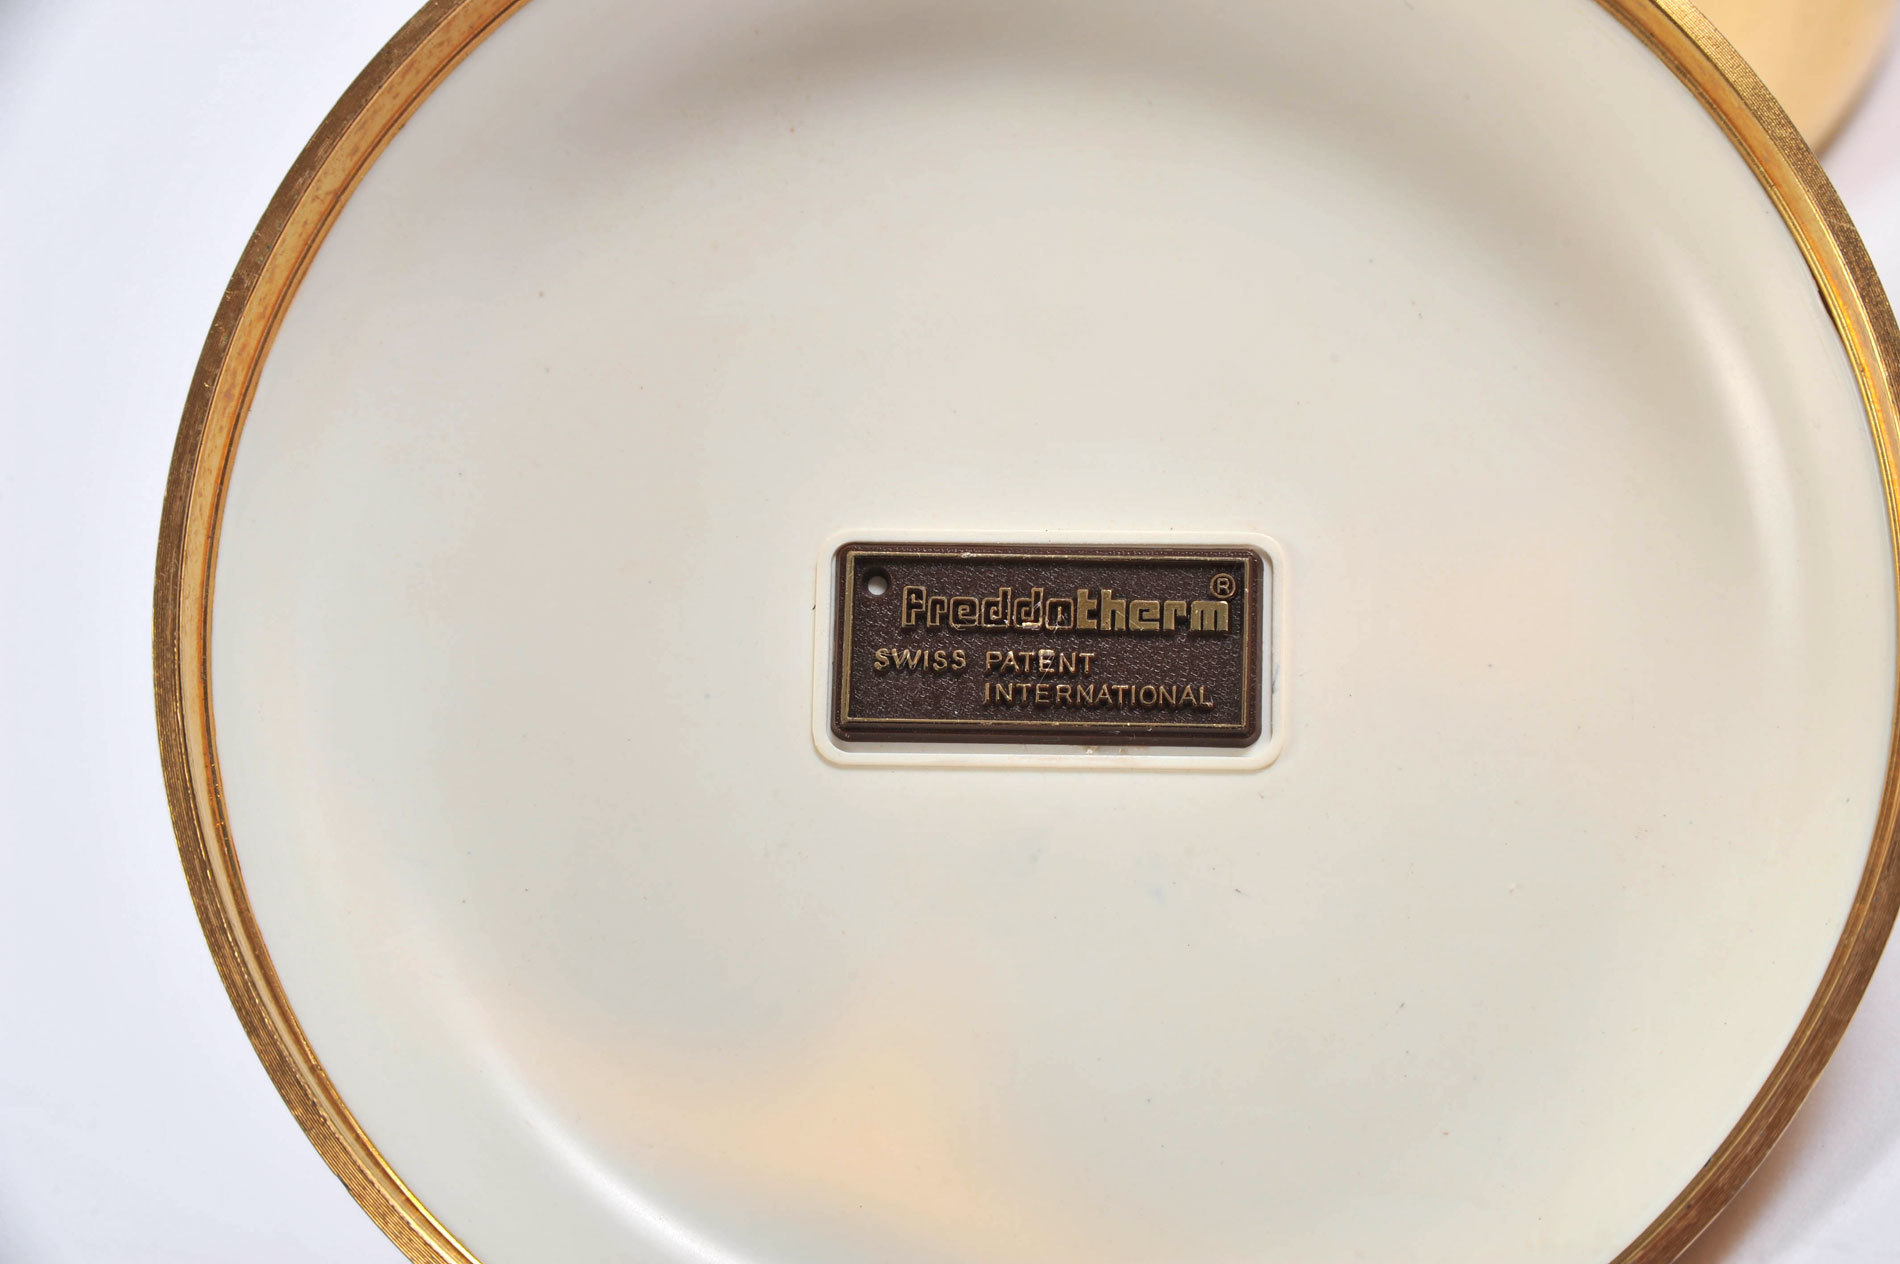 freddotherm®
SWISS PATENT
INTERNATIONAL